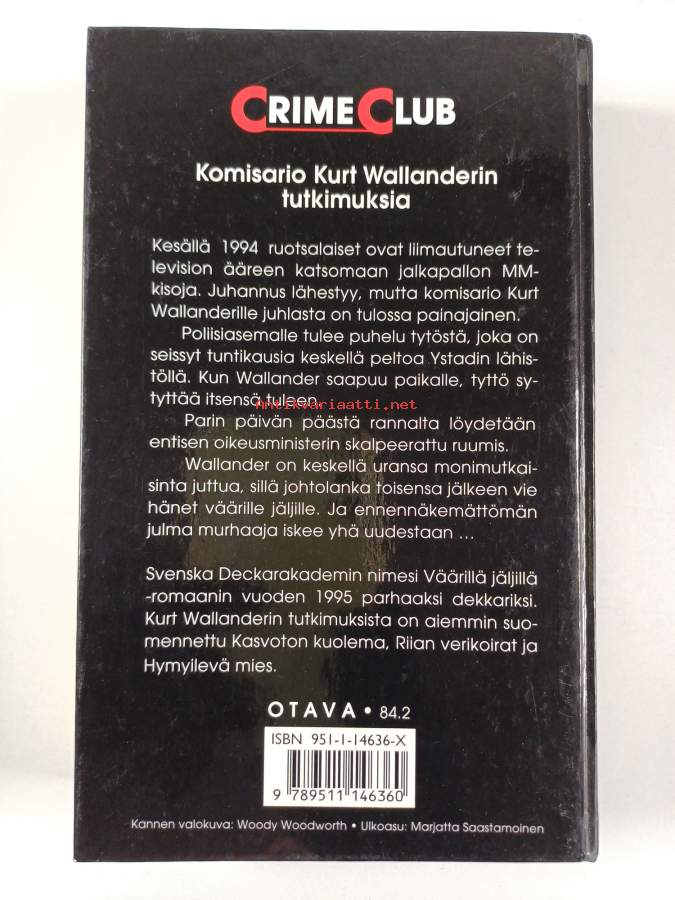 CRIME CLUB
Komisario Kurt Wallanderin
tutkimuksia
Kesällä 1994 ruotsalaiset ovat liimautuneet te-
levision ääreen katsomaan jalkapallon MM-
kisoja. Juhannus lähestyy, mutta komisario Kurt
Wallanderille juhlasta on tulossa painajainen.
Poliisiasemalle tulee puhelu tytöstä, joka on
seissyt tuntikausia keskellä peltoa Ystadin lähis-
töllä. Kun Wallander saapuu paikalle, tyttö sy-
tyttää itsensä tuleen.
Antikvariaatti.net
Parin päivän päästä rannalta löydetään
entisen oikeusministerin skalpeerattu ruumis.
Wallander on keskellä uransa monimutkai-
sinta juttua, sillä johtolanka toisensa jälkeen vie
hänet väärille jäljille. Ja ennennäkemättömän
julma murhaaja iskee yhä uudestaan ...
Svenska Deckarakademin nimesi Väärillä jäljillä
-romaanin vuoden 1995 parhaaksi dekkariksi.
Kurt Wallanderin tutkimuksista on aiemmin suo-
mennettu Kasvoton kuolema, Riian verikoirat ja
Hymyilevä mies.
OTAVA • 84.2
ISBN 951-1-14636-X
9 789511 146360
Kannen valokuva: Woody Woodworth • Ulkoasu: Marjatta Saastamoinen